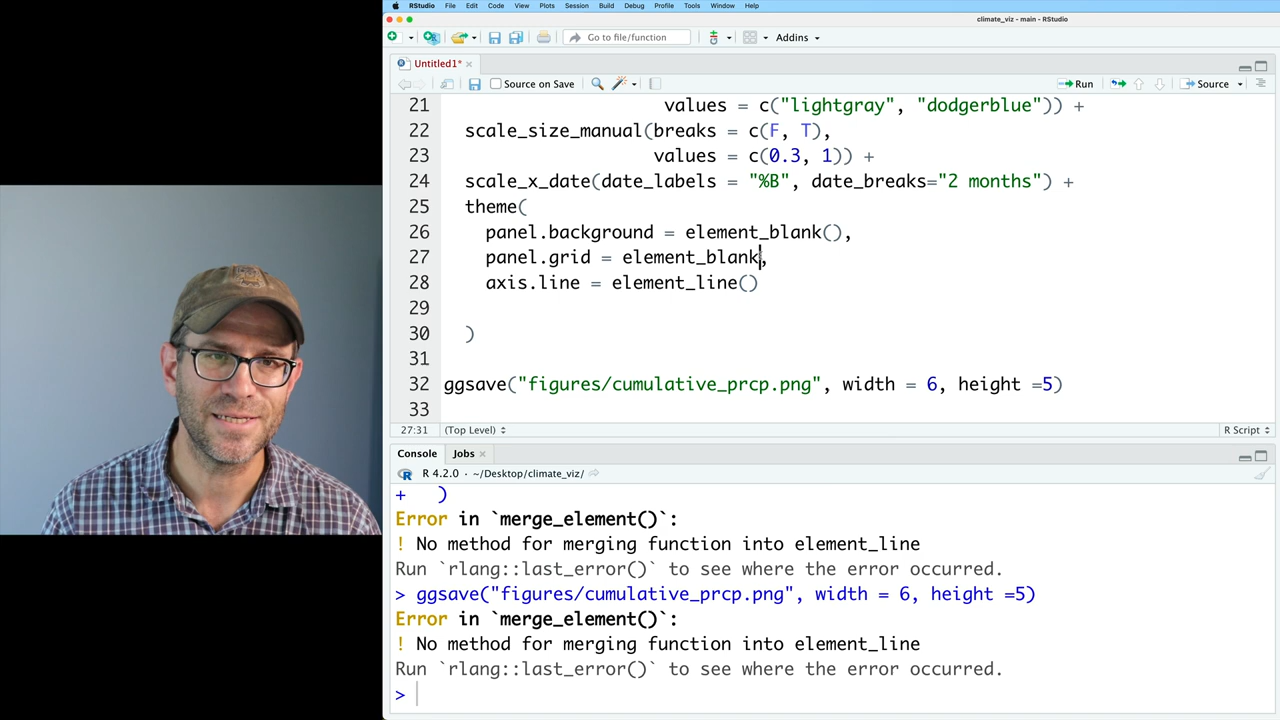 RStudio File Edit Code View Plots Session Build Debug Profile Tools Window Help
climate_viz - main - RStudio
Go to file/function Addins
Untitled1*
Source on Save Run Source
21 values = c("lightgray", "dodgerblue")) +
22 scale_size_manual(breaks = c(F, T),
23 values = c(0.3, 1)) +
24 scale_x_date(date_labels = "%B", date_breaks="2 months") +
25 theme(
26 panel.background = element_blank(),
27 panel.grid = element_blank,
28 axis.line = element_line()
29
30 )
31
32 ggsave("figures/cumulative_prcp.png", width = 6, height =5)
33
27:31 (Top Level) R Script
Console Jobs
R 4.2.0 · ~/Desktop/climate_viz/
+ )
Error in `merge_element()`:
! No method for merging function into element_line
Run `rlang::last_error()` to see where the error occurred.
> ggsave("figures/cumulative_prcp.png", width = 6, height =5)
Error in `merge_element()`:
! No method for merging function into element_line
Run `rlang::last_error()` to see where the error occurred.
>